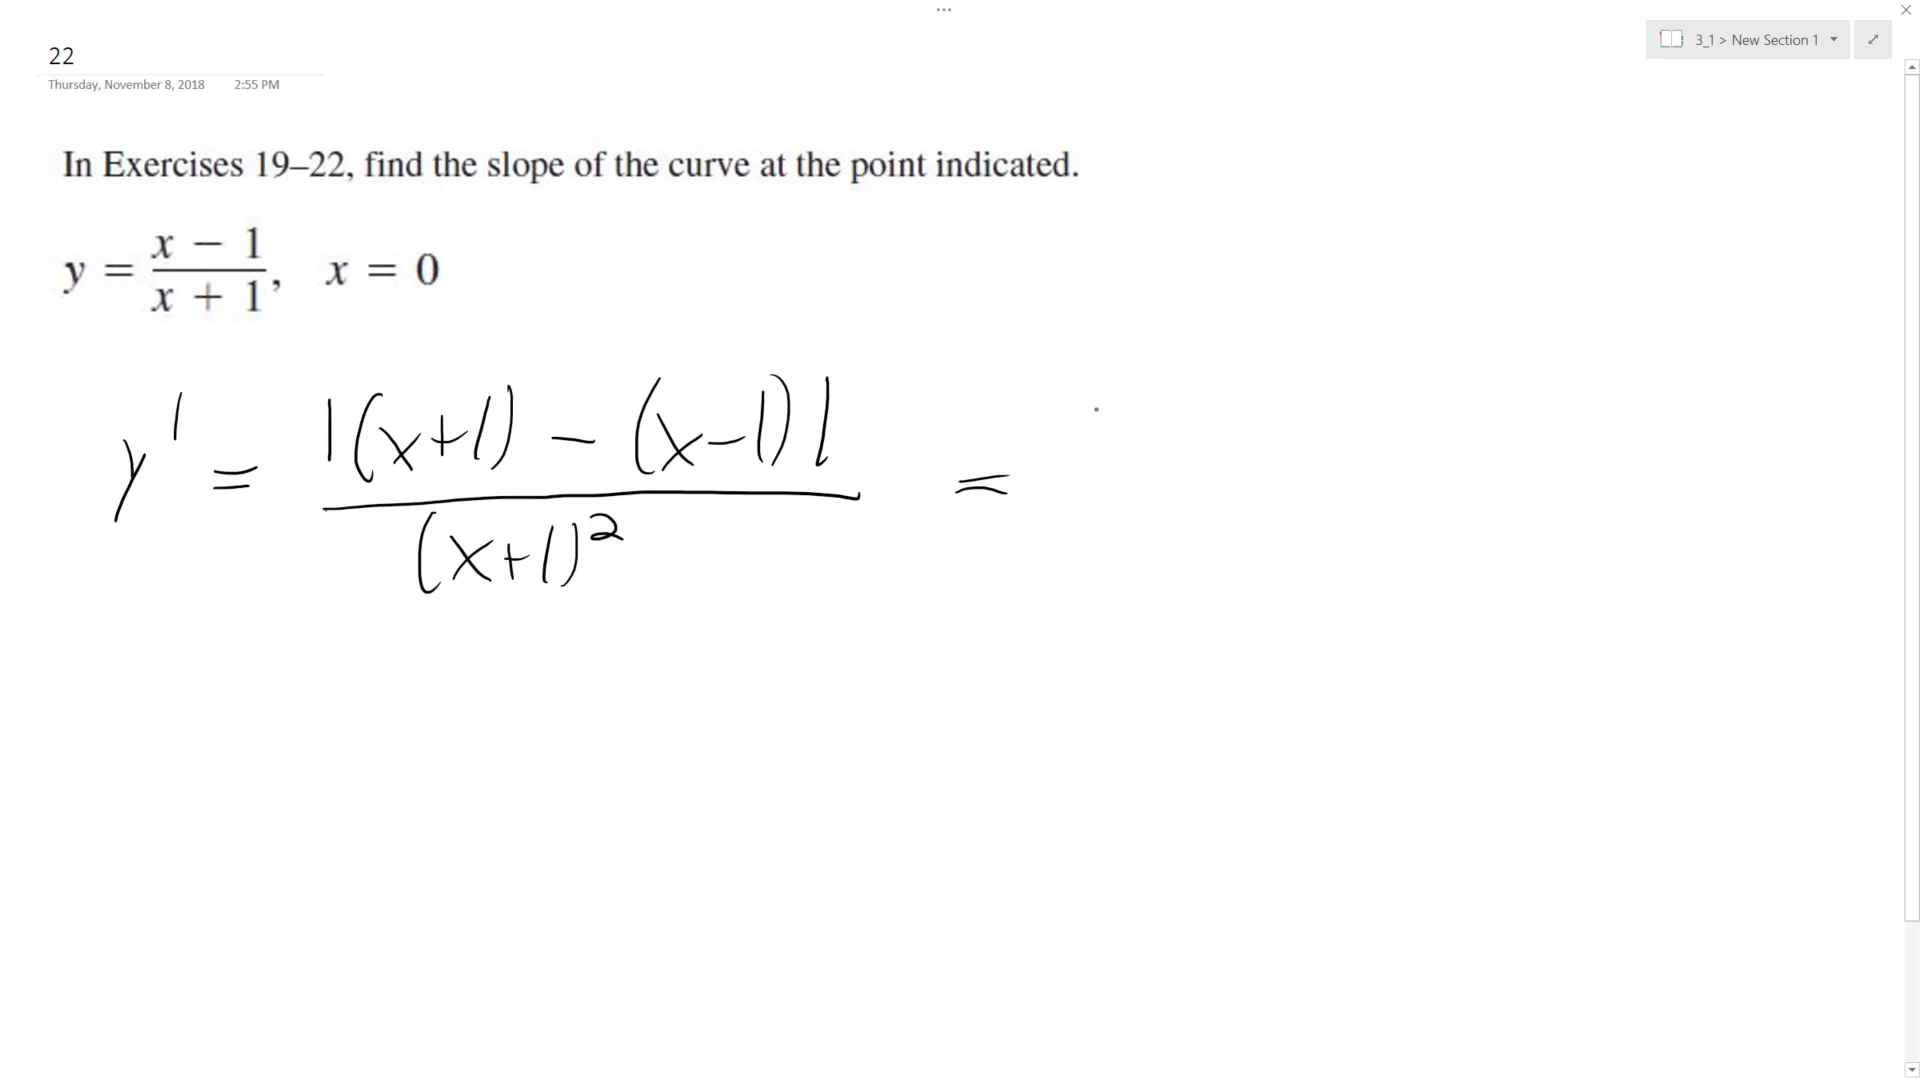 ...
3_1 > New Section 1
22
Thursday, November 8, 2018 2:55 PM
In Exercises 19–22, find the slope of the curve at the point indicated.
y = (x − 1)/(x + 1), x = 0
y' = (1(x+1) − (x−1)1)/(x+1)² =